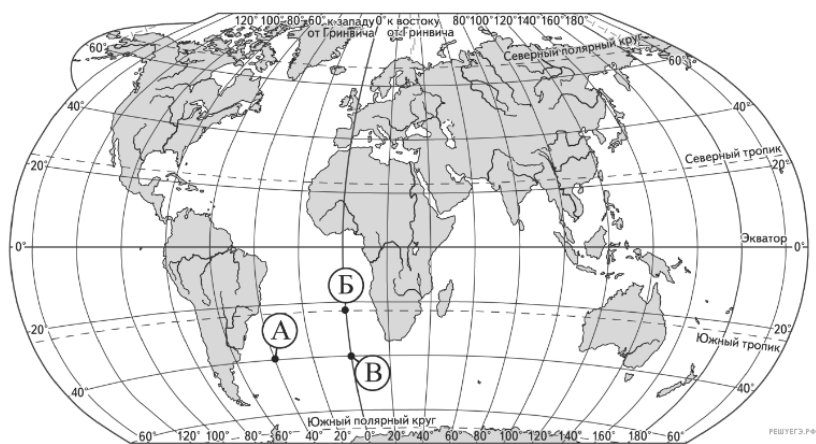 120° 100° 80° 60° к западу 0° к востоку 80° 100° 120° 140° 160° 180°
от Гринвича от Гринвича
Северный полярный круг
60° 60°
40° 40°
Северный тропик
20° 20°
Экватор
0° 0°
Б
А
20° 20°
Южный тропик
В
40° 40°
Южный полярный круг
60° 120° 100° 80° 60° 40° 20° 0° 20° 40° 60° 80° 100° 120° 140° 160° 180° 60°
РЕШУЕГЭ.РФ